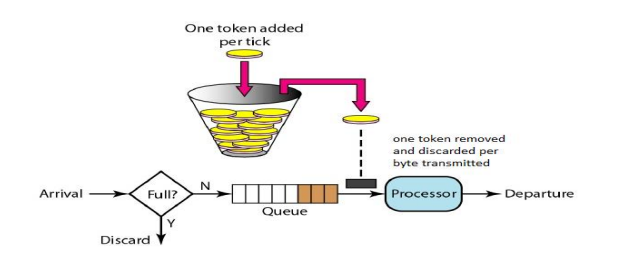 One token added
per tick
one token removed
and discarded per
byte transmitted
Arrival
Full?
N
Processor
Departure
Queue
Y
Discard